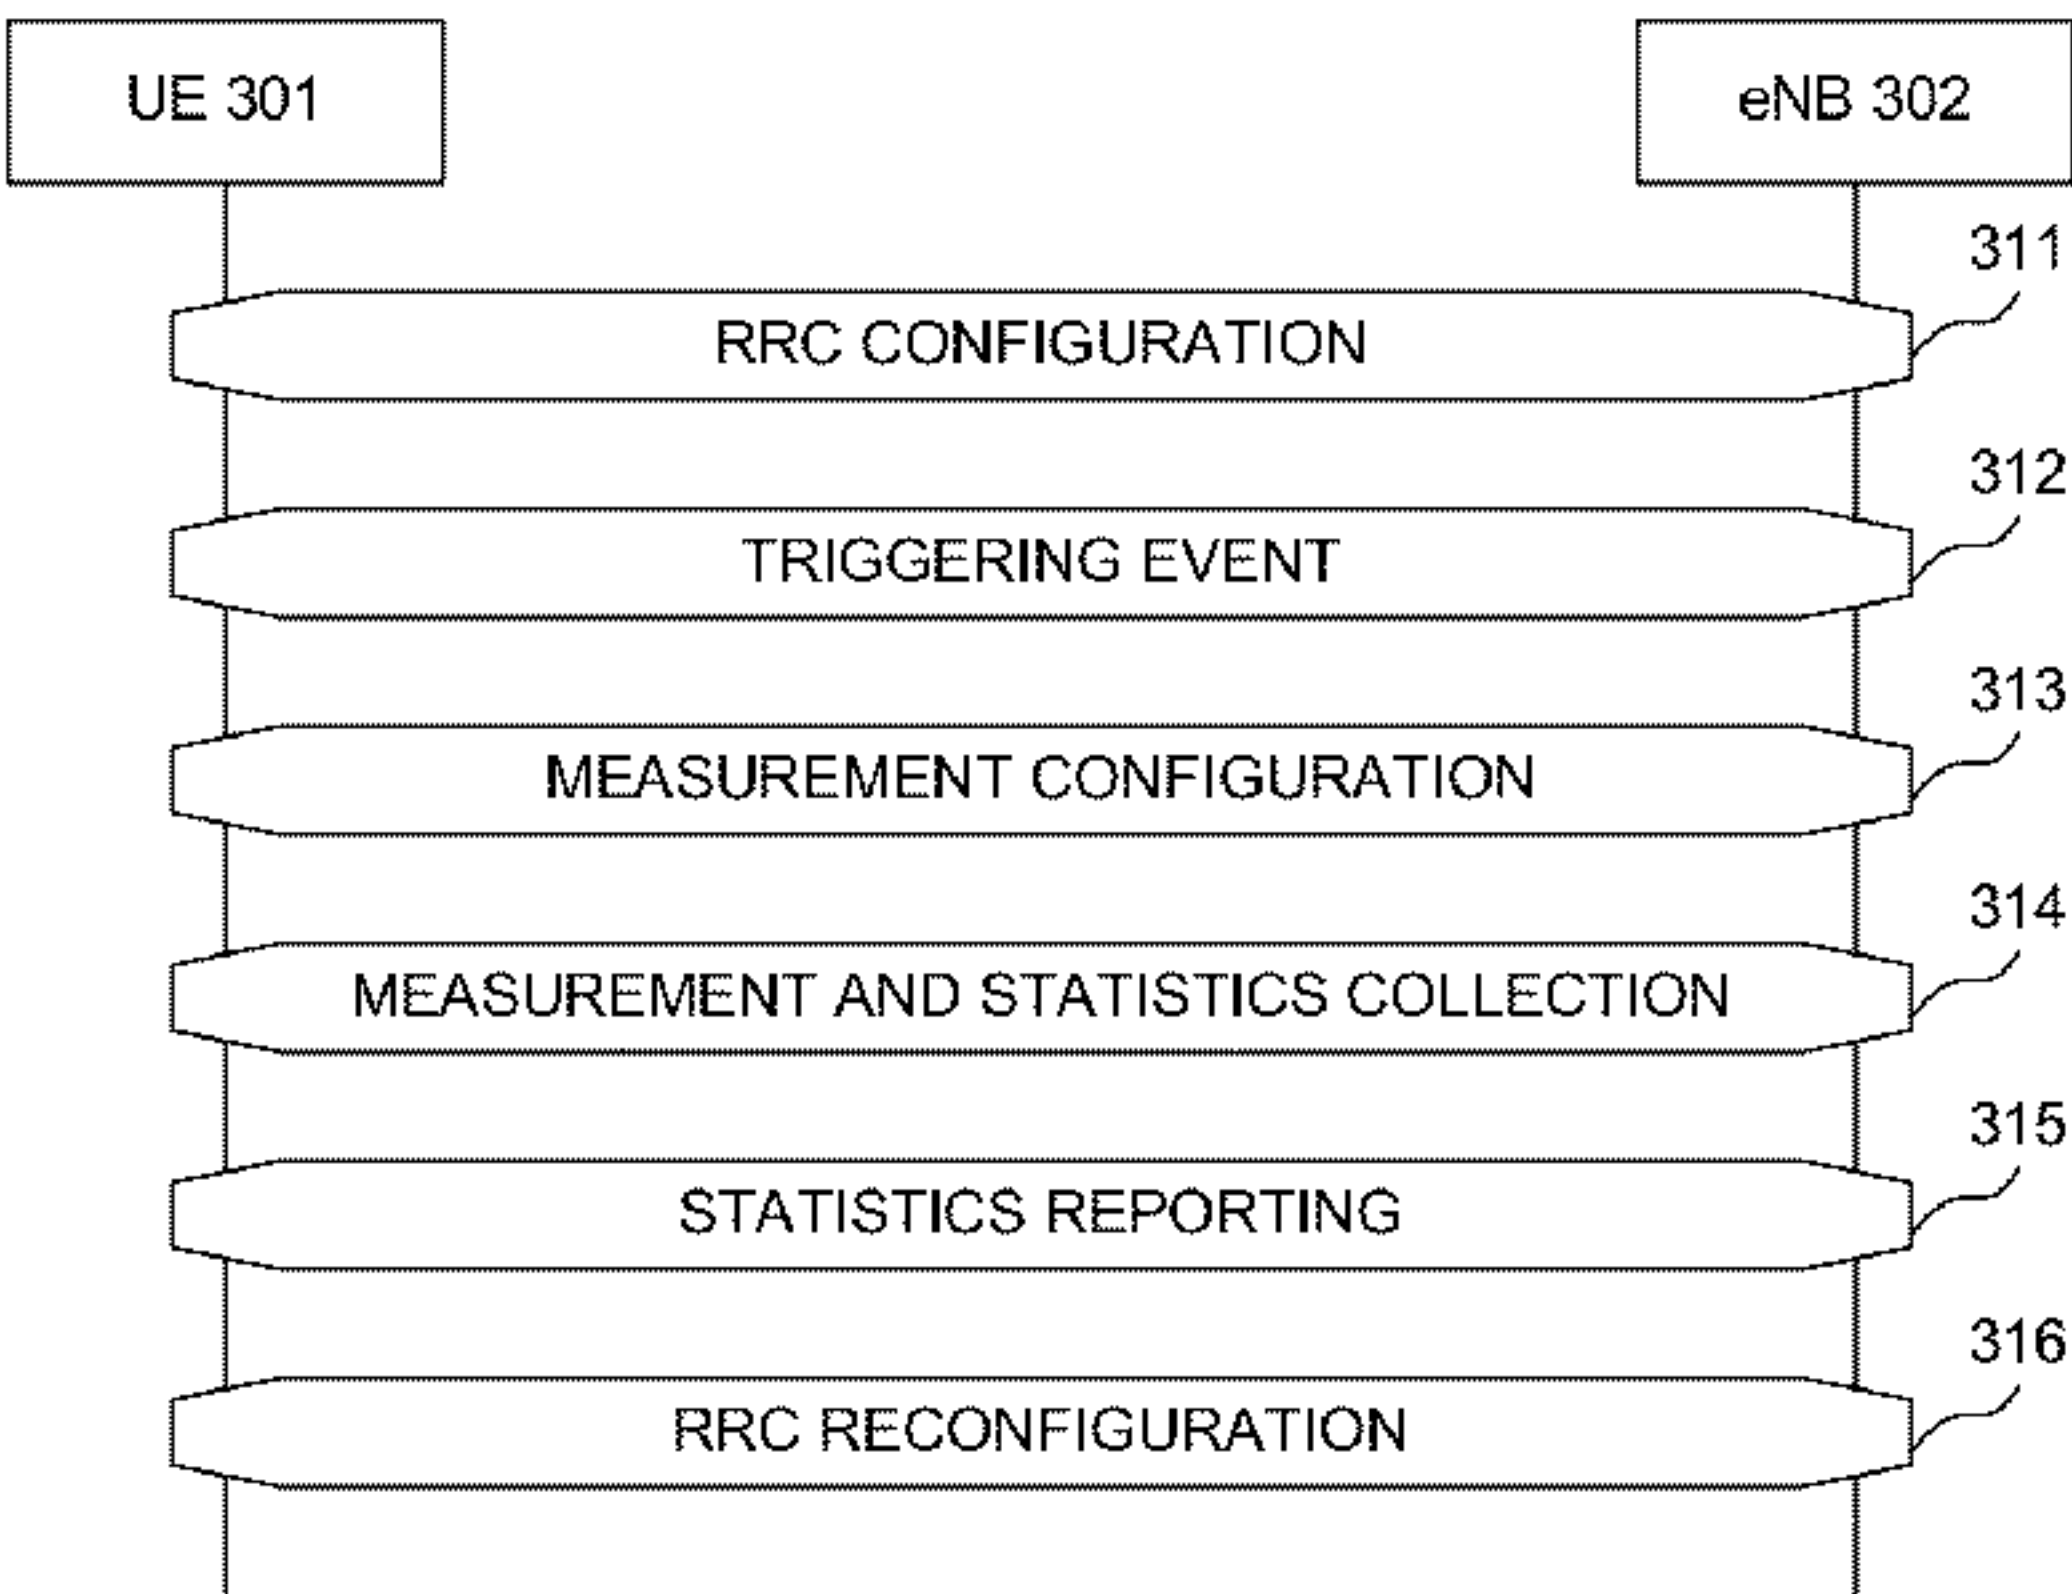 UE 301
eNB 302
311
RRC CONFIGURATION
312
TRIGGERING EVENT
313
MEASUREMENT CONFIGURATION
314
MEASUREMENT AND STATISTICS COLLECTION
315
STATISTICS REPORTING
316
RRC RECONFIGURATION